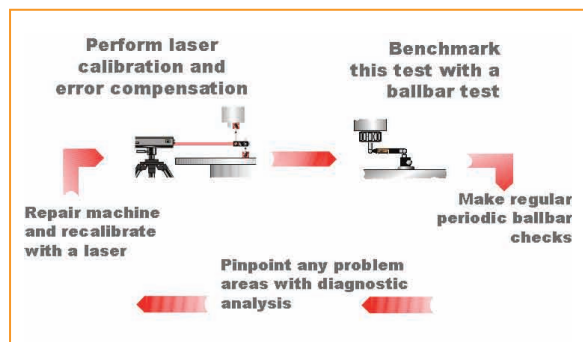 Perform laser
calibration and
error compensation
Benchmark
this test with a
ballbar test
Make regular
periodic ballbar
checks
Pinpoint any problem
areas with diagnostic
analysis
Repair machine
and recalibrate
with a laser